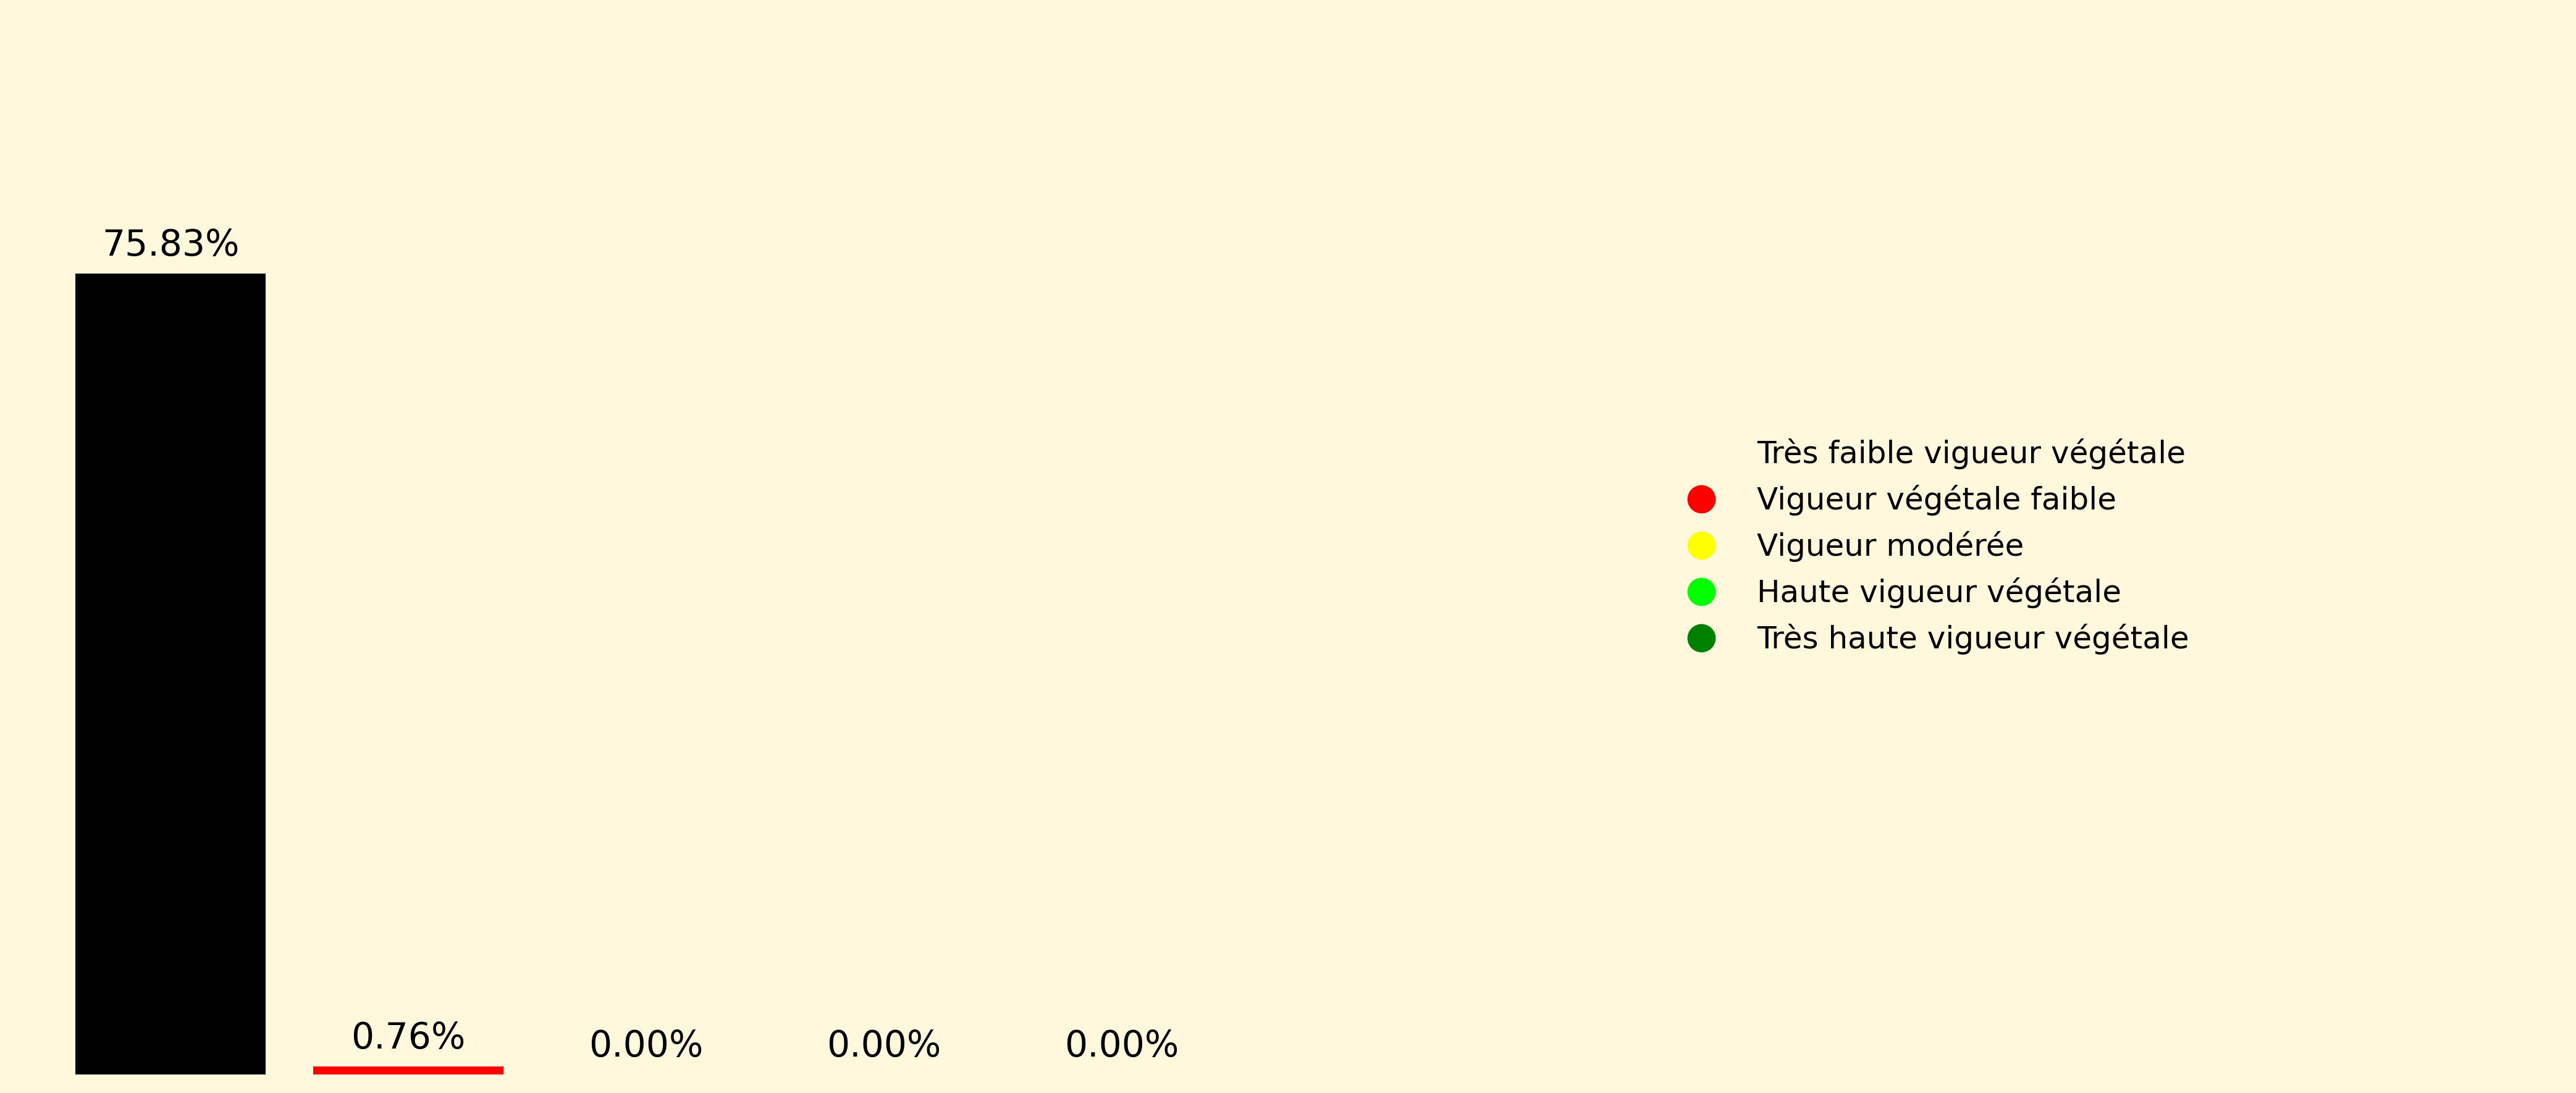 75.83%
0.76%
0.00%
0.00%
0.00%
Très faible vigueur végétale
Vigueur végétale faible
Vigueur modérée
Haute vigueur végétale
Très haute vigueur végétale